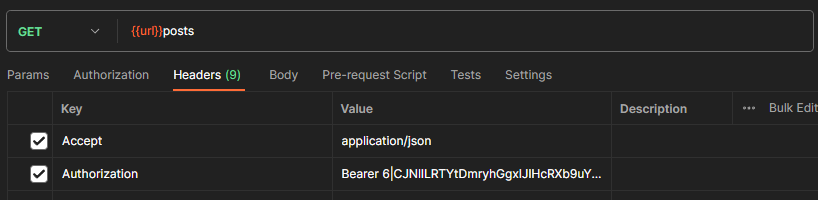 GET {{url}}posts
Params Authorization Headers (9) Body Pre-request Script Tests Settings
Key Value Description ••• Bulk Edit
Accept application/json
Authorization Bearer 6|CJNlILRTYtDmryhGgxlJIHcRXb9uY...